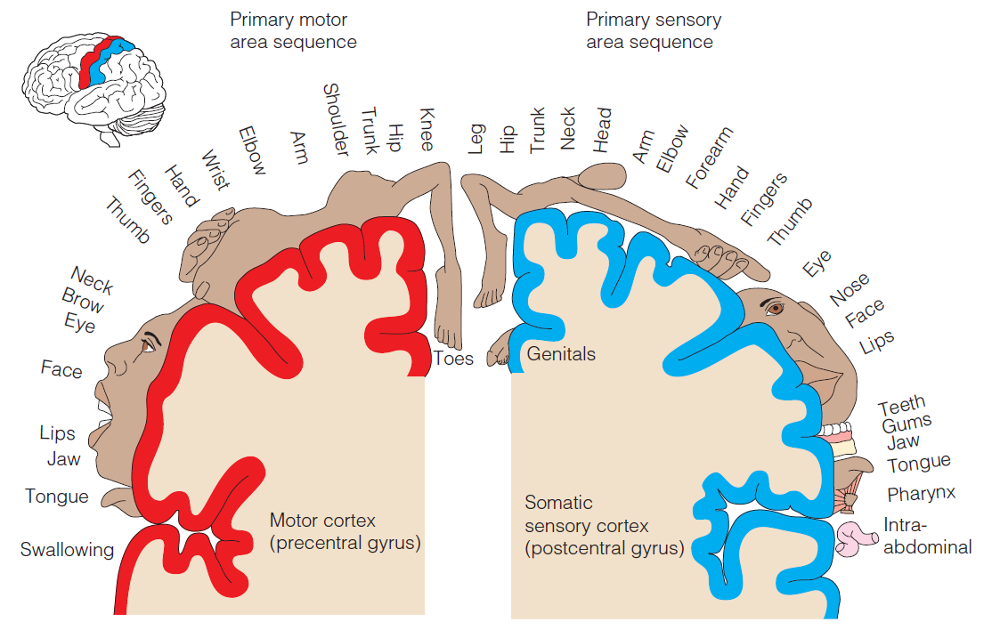 Primary motor
area sequence
Primary sensory
area sequence
Shoulder
Trunk
Hip
Knee
Arm
Elbow
Wrist
Hand
Fingers
Thumb
Neck
Brow
Eye
Face
Lips
Jaw
Tongue
Swallowing
Toes
Motor cortex
(precentral gyrus)
Leg
Hip
Trunk
Neck
Head
Arm
Elbow
Forearm
Hand
Fingers
Thumb
Eye
Nose
Face
Lips
Teeth
Gums
Jaw
Tongue
Pharynx
Intra-
abdominal
Genitals
Somatic
sensory cortex
(postcentral gyrus)